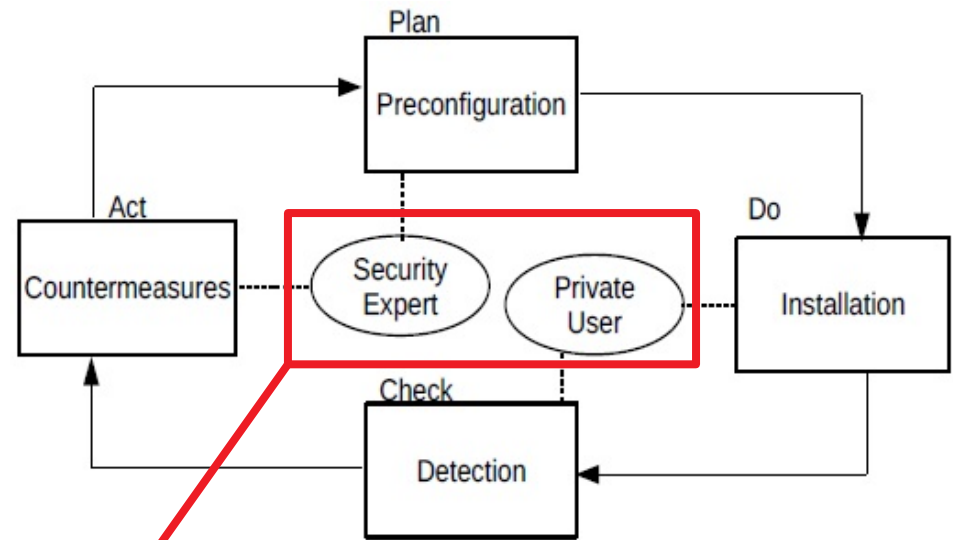 Plan
Preconfiguration
Act
Do
Countermeasures
Security
Expert
Private
User
Installation
Check
Detection